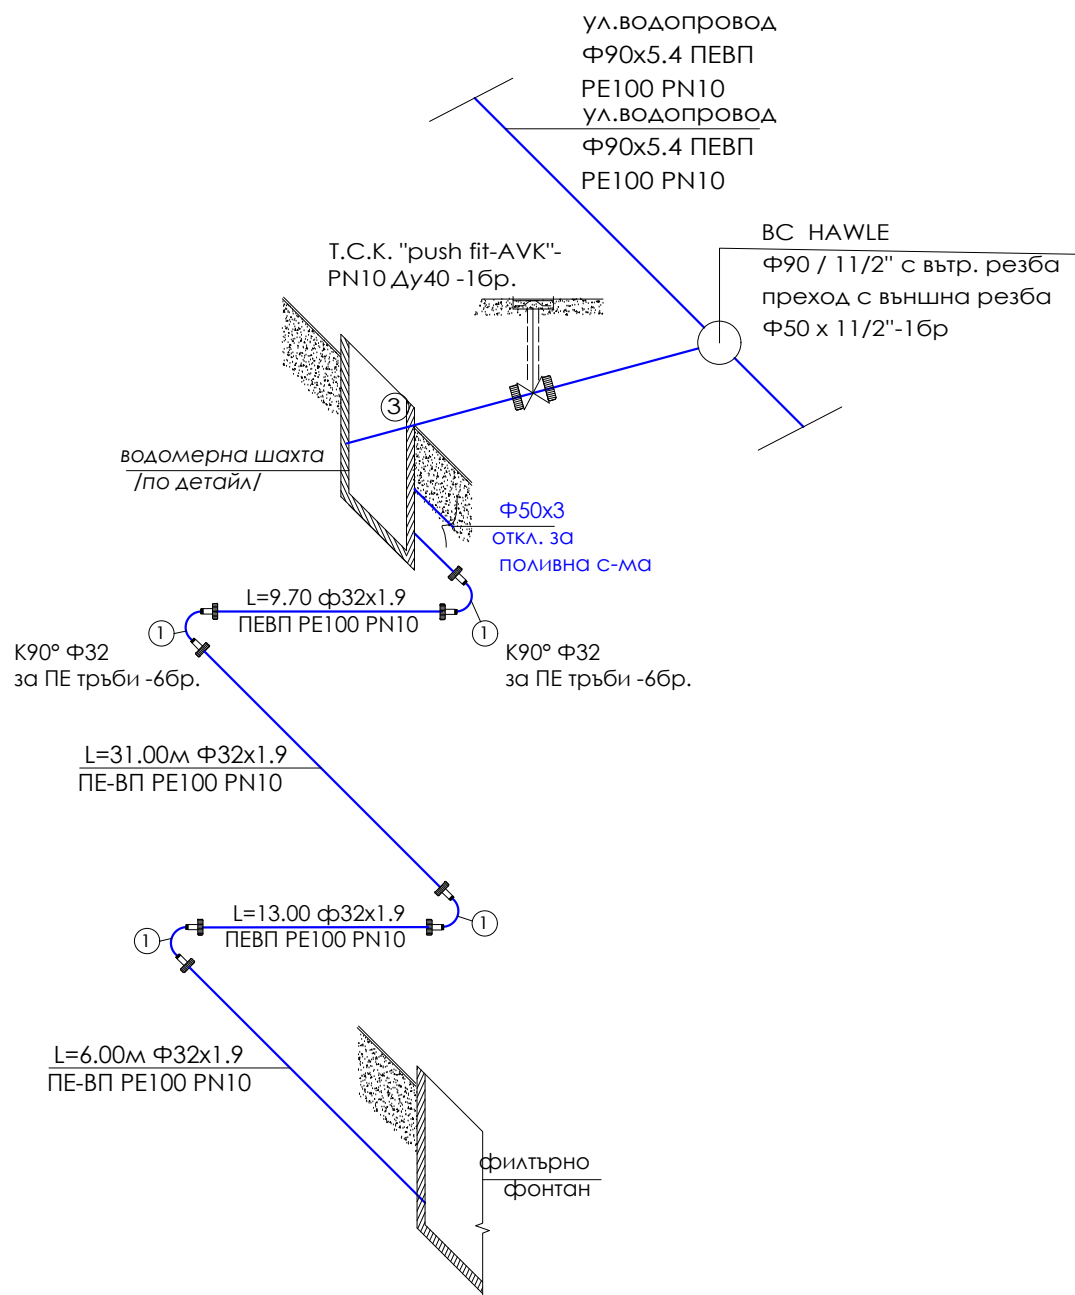 ул.водопровод
Ф90х5.4 ПЕВП
PE100 PN10
ул.водопровод
Ф90х5.4 ПЕВП
PE100 PN10
ВС HAWLE
Ф90 / 11/2" с вътр. резба
преход с външна резба
Ф50 х 11/2"-1бр
Т.С.К. "push fit-AVK"-
PN10 Ду40 -1бр.
3
водомерна шахта
/по детайл/
Ф50х3
откл. за
поливна с-ма
L=9.70 ф32х1.9
ПЕВП PE100 PN10
1
1
К90° Ф32
за ПЕ тръби -6бр.
К90° Ф32
за ПЕ тръби -6бр.
L=31.00м Ф32х1.9
ПЕ-ВП PE100 PN10
L=13.00 ф32х1.9
ПЕВП PE100 PN10
1
1
L=6.00м Ф32х1.9
ПЕ-ВП PE100 PN10
филтърно
фонтан